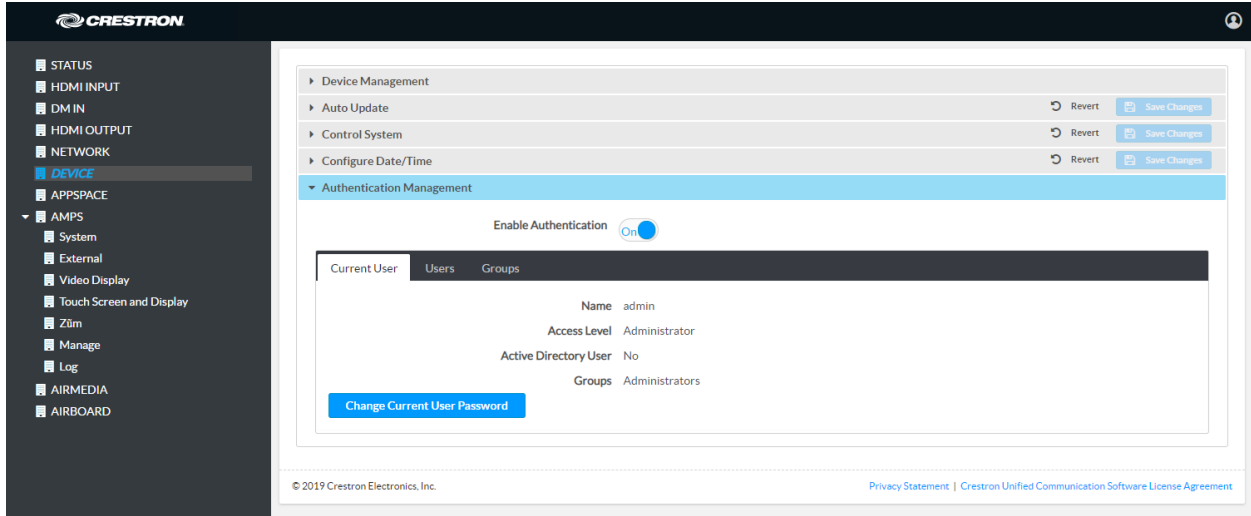 CRESTRON
STATUS
HDMI INPUT
DM IN
HDMI OUTPUT
NETWORK
DEVICE
APPSPACE
AMPS
System
External
Video Display
Touch Screen and Display
Zūm
Manage
Log
AIRMEDIA
AIRBOARD
Device Management
Auto Update Revert Save Changes
Control System Revert Save Changes
Configure Date/Time Revert Save Changes
Authentication Management
Enable Authentication On
Current User Users Groups
Name admin
Access Level Administrator
Active Directory User No
Groups Administrators
Change Current User Password
© 2019 Crestron Electronics, Inc. Privacy Statement | Crestron Unified Communication Software License Agreement